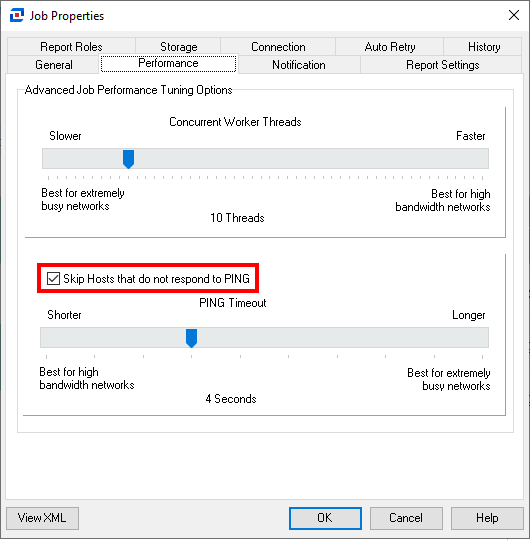 Job Properties
Report Roles Storage Connection Auto Retry History
General Performance Notification Report Settings
Advanced Job Performance Tuning Options
Concurrent Worker Threads
Slower Faster
Best for extremely Best for high
busy networks bandwidth networks
10 Threads
Skip Hosts that do not respond to PING
PING Timeout
Shorter Longer
Best for high Best for extremely
bandwidth networks busy networks
4 Seconds
View XML OK Cancel Help